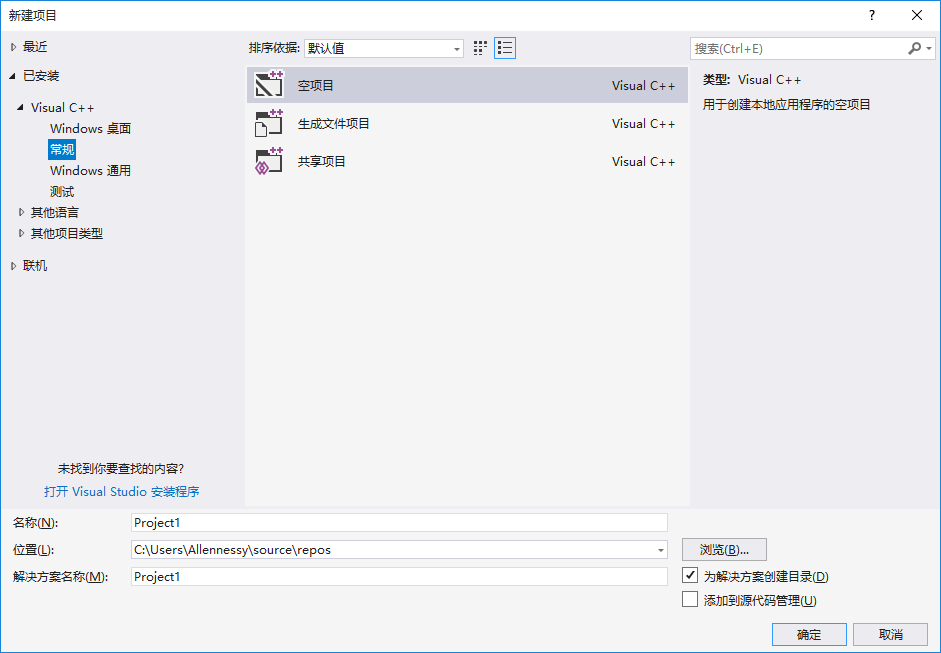 新建项目
?
最近
已安装
Visual C++
Windows 桌面
常规
Windows 通用
测试
其他语言
其他项目类型
联机
未找到你要查找的内容?
打开 Visual Studio 安装程序
排序依据: 默认值
空项目 Visual C++
生成文件项目 Visual C++
共享项目 Visual C++
搜索(Ctrl+E)
类型: Visual C++
用于创建本地应用程序的空项目
名称(N): Project1
位置(L): C:\Users\Allennessy\source\repos 浏览(B)...
解决方案名称(M): Project1 为解决方案创建目录(D)
添加到源代码管理(U)
确定 取消